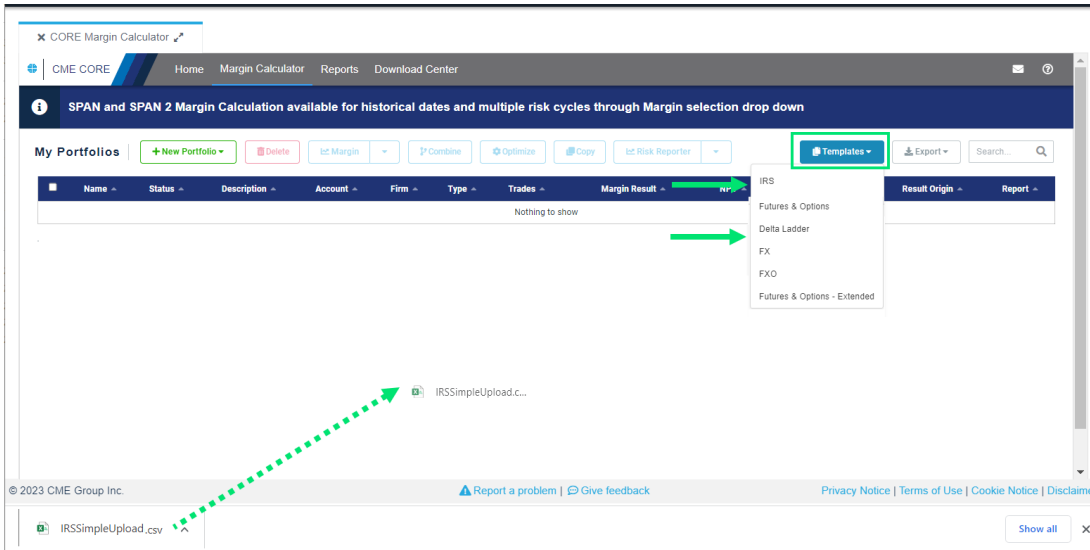 CORE Margin Calculator
CME CORE Home Margin Calculator Reports Download Center
SPAN and SPAN 2 Margin Calculation available for historical dates and multiple risk cycles through Margin selection drop down
My Portfolios +New Portfolio Delete Margin Combine Optimize Copy Risk Reporter Templates Export Search...
Name Status Description Account Firm Type Trades Margin Result Result Origin Report
Nothing to show
IRS
Futures & Options
Delta Ladder
FX
FXO
Futures & Options - Extended
IRSSimpleUpload.c...
© 2023 CME Group Inc. Report a problem | Give feedback Privacy Notice | Terms of Use | Cookie Notice |
IRSSimpleUpload.csv Show all